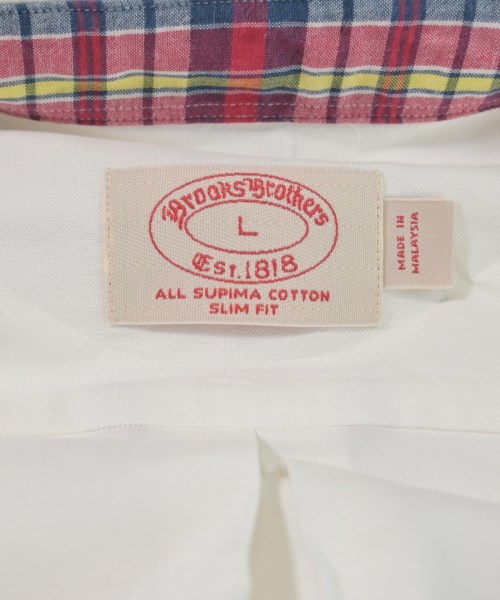 Brooks Brothers
L
Est. 1818
ALL SUPIMA COTTON
SLIM FIT
MADE IN
MALAYSIA